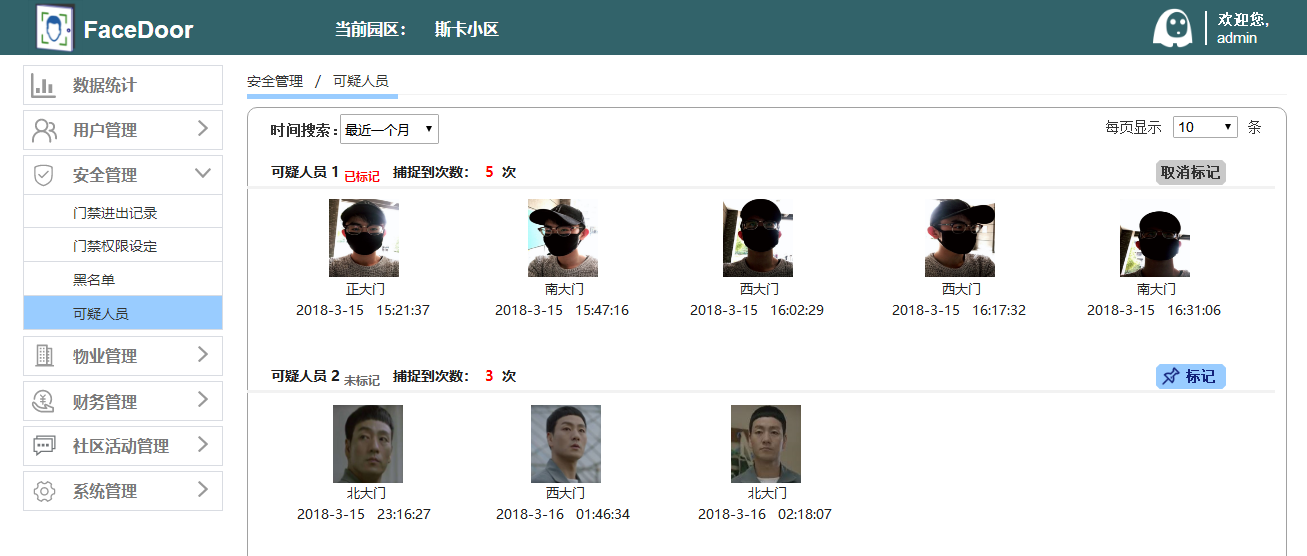 FaceDoor
当前园区： 斯卡小区
欢迎您,
admin
数据统计
用户管理
安全管理
门禁进出记录
门禁权限设定
黑名单
可疑人员
物业管理
财务管理
社区活动管理
系统管理
安全管理 / 可疑人员
时间搜索： 最近一个月
每页显示 10 条
可疑人员 1 已标记 捕捉到次数： 5 次 取消标记
正大门 南大门 西大门 西大门 南大门
2018-3-15 15:21:37 2018-3-15 15:47:16 2018-3-15 16:02:29 2018-3-15 16:17:32 2018-3-15 16:31:06
可疑人员 2 未标记 捕捉到次数： 3 次 标记
北大门 西大门 北大门
2018-3-15 23:16:27 2018-3-16 01:46:34 2018-3-16 02:18:07